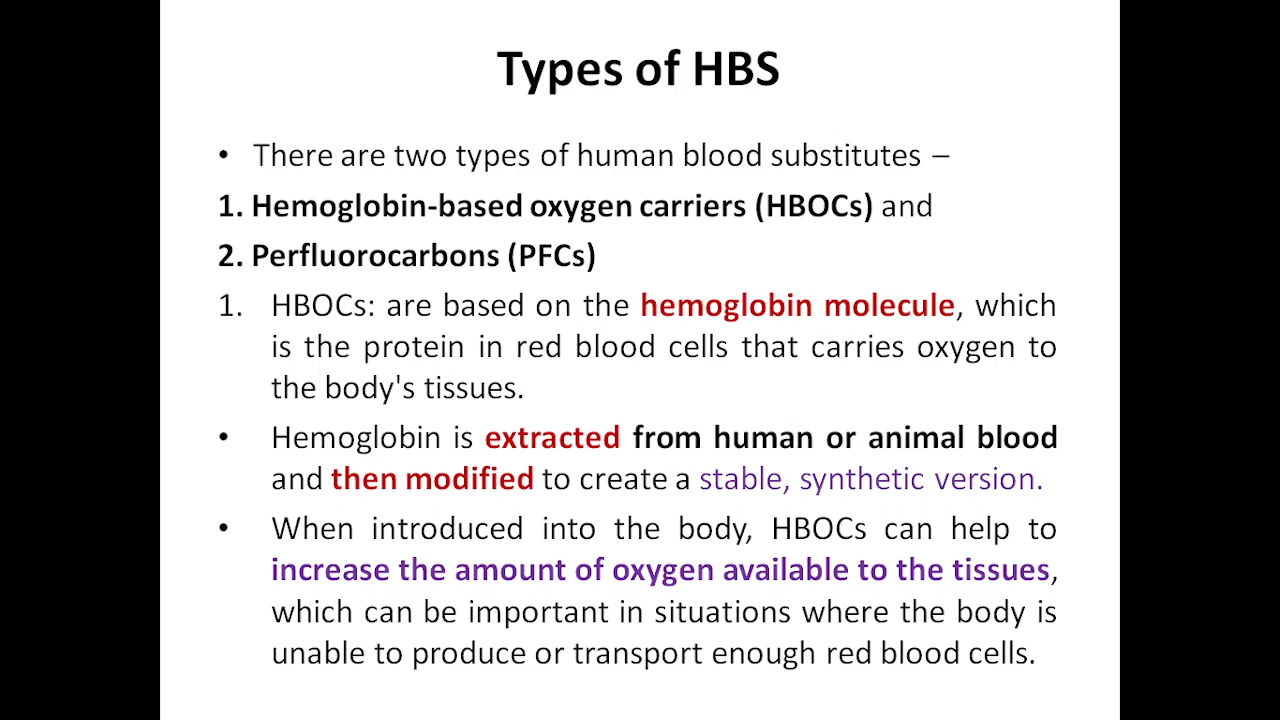 Types of HBS
• There are two types of human blood substitutes –
1. Hemoglobin-based oxygen carriers (HBOCs) and
2. Perfluorocarbons (PFCs)
1. HBOCs: are based on the hemoglobin molecule, which
is the protein in red blood cells that carries oxygen to
the body's tissues.
• Hemoglobin is extracted from human or animal blood
and then modified to create a stable, synthetic version.
• When introduced into the body, HBOCs can help to
increase the amount of oxygen available to the tissues,
which can be important in situations where the body is
unable to produce or transport enough red blood cells.